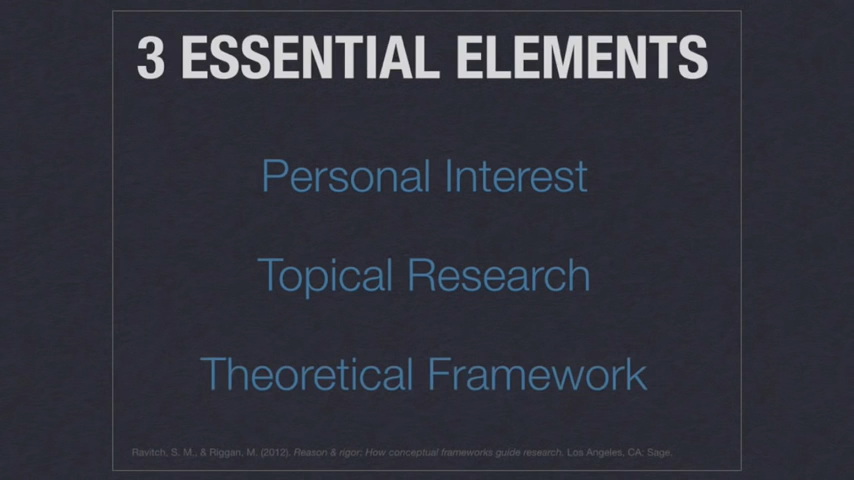 3 ESSENTIAL ELEMENTS
Personal Interest
Topical Research
Theoretical Framework
Ravitch, S. M., & Riggan, M. (2012). Reason & rigor: How conceptual frameworks guide research. Los Angeles, CA: Sage.